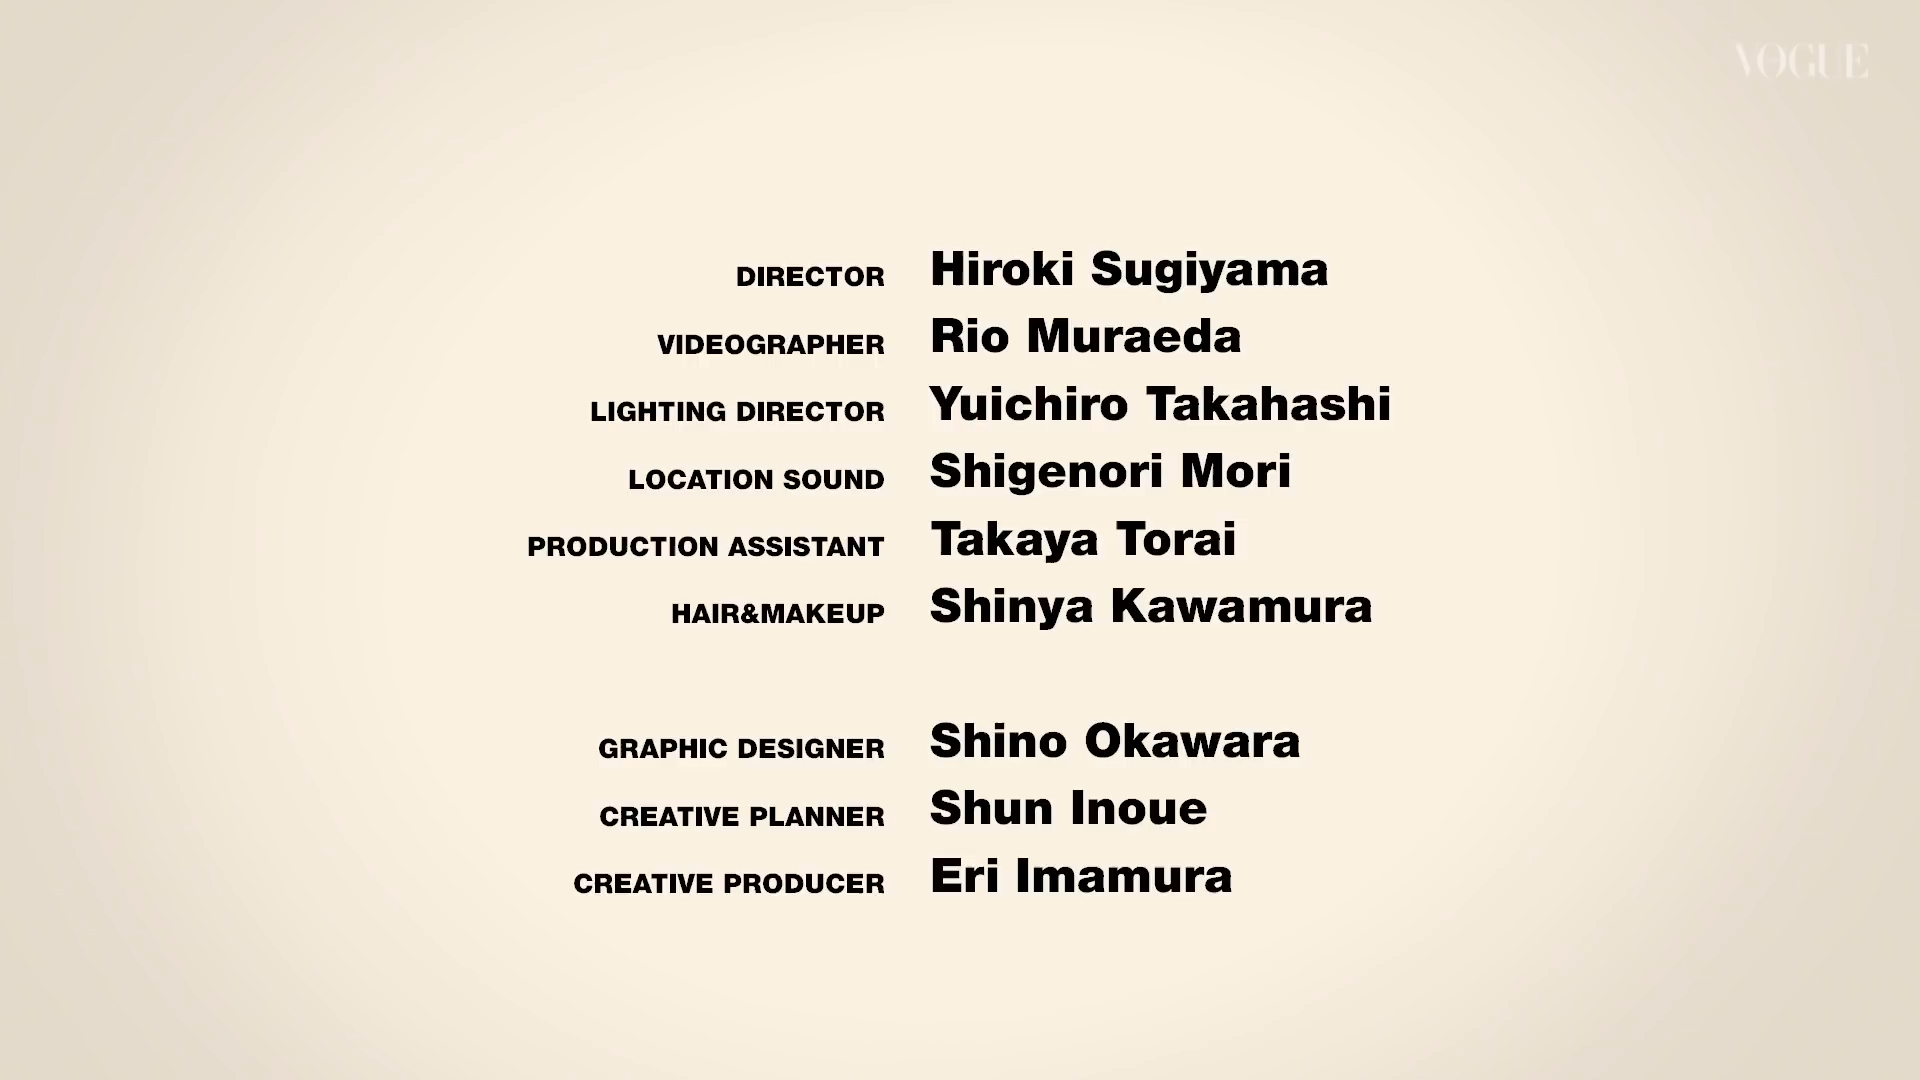 VOGUE
DIRECTOR Hiroki Sugiyama
VIDEOGRAPHER Rio Muraeda
LIGHTING DIRECTOR Yuichiro Takahashi
LOCATION SOUND Shigenori Mori
PRODUCTION ASSISTANT Takaya Torai
HAIR&MAKEUP Shinya Kawamura
GRAPHIC DESIGNER Shino Okawara
CREATIVE PLANNER Shun Inoue
CREATIVE PRODUCER Eri Imamura